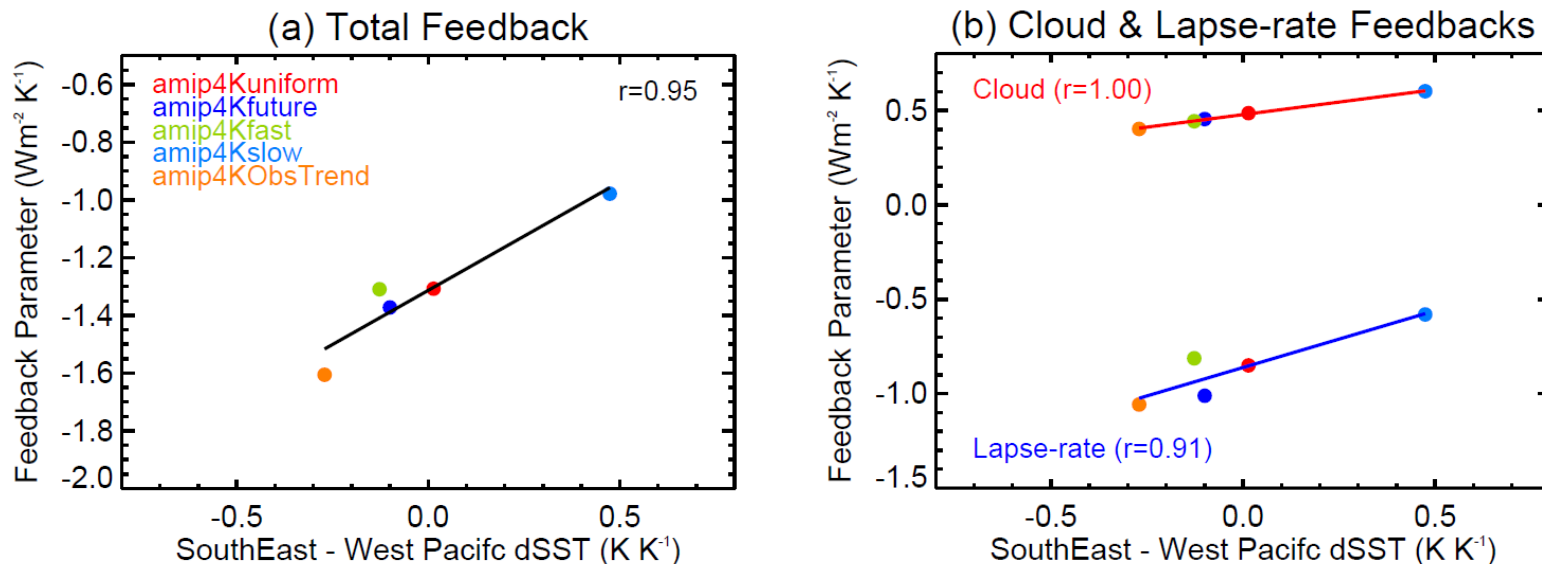 (a) Total Feedback
Feedback Parameter (Wm-2 K-1)
-0.6
-0.8
-1.0
-1.2
-1.4
-1.6
-1.8
-2.0
amip4Kuniform
amip4Kfuture
amip4Kfast
amip4Kslow
amip4KObsTrend
r=0.95
-0.5 0.0 0.5
SouthEast - West Pacifc dSST (K K-1)
(b) Cloud & Lapse-rate Feedbacks
Feedback Parameter (Wm-2 K-1)
0.5
0.0
-0.5
-1.0
-1.5
Cloud (r=1.00)
Lapse-rate (r=0.91)
-0.5 0.0 0.5
SouthEast - West Pacifc dSST (K K-1)